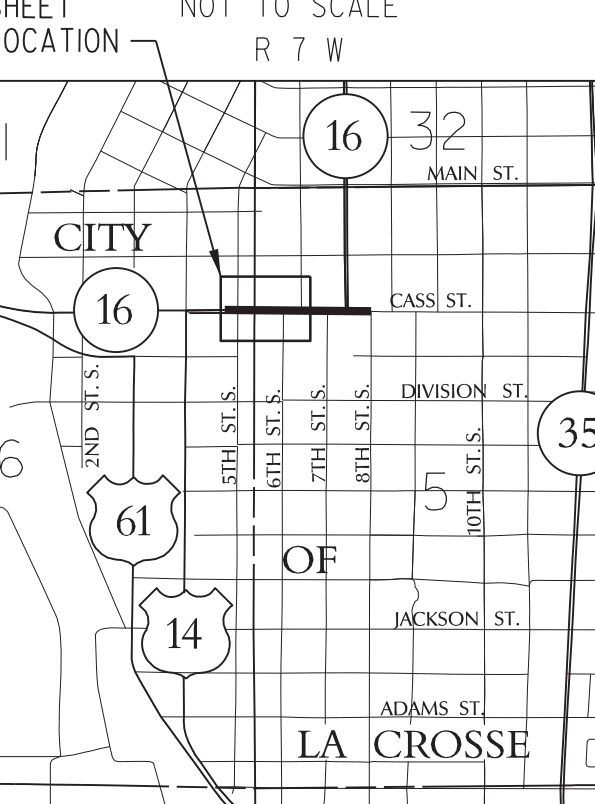 SHEET
NOT TO SCALE
OCATION
R 7 W
16
32
MAIN ST.
CITY
16
CASS ST.
2ND ST. S.
5TH ST. S.
6TH ST. S.
7TH ST. S.
8TH ST. S.
DIVISION ST.
35
6
10TH ST. S.
5
61
OF
14
JACKSON ST.
ADAMS ST.
LA CROSSE